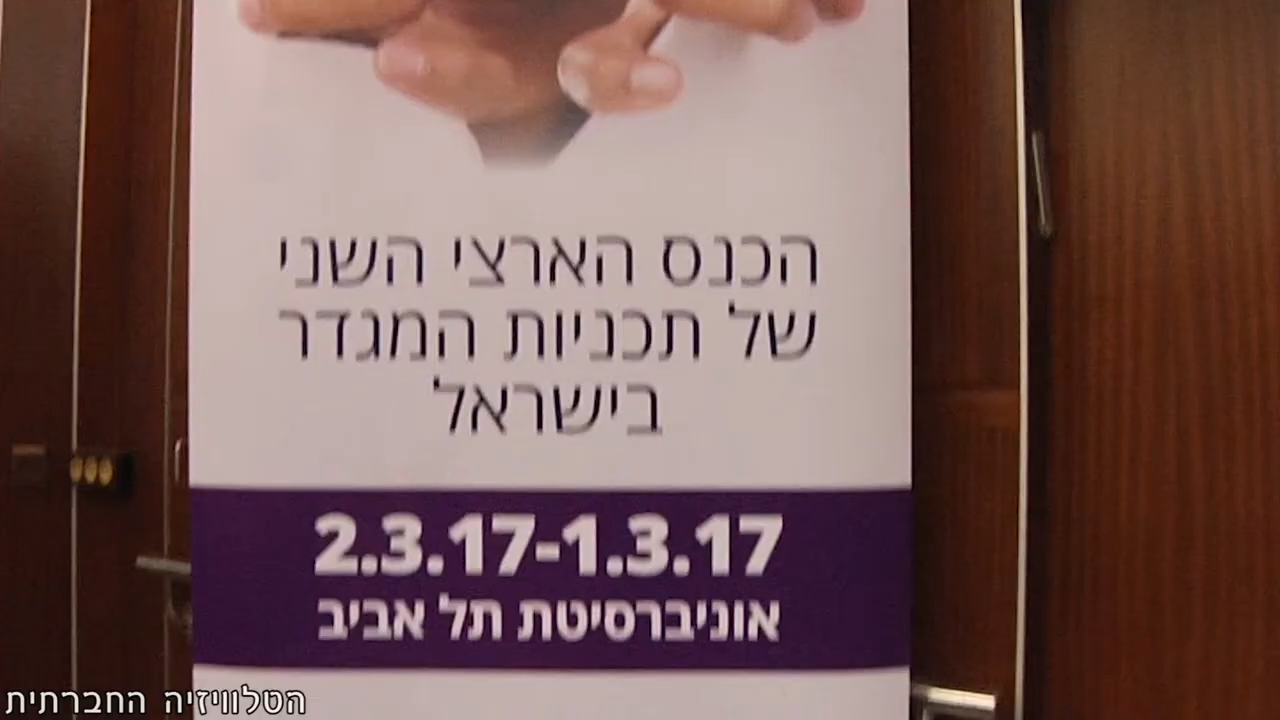 הכנס הארצי השני
של תכניות המגדר
בישראל
2.3.17-1.3.17
אוניברסיטת תל אביב
הטלוויזיה החברתית